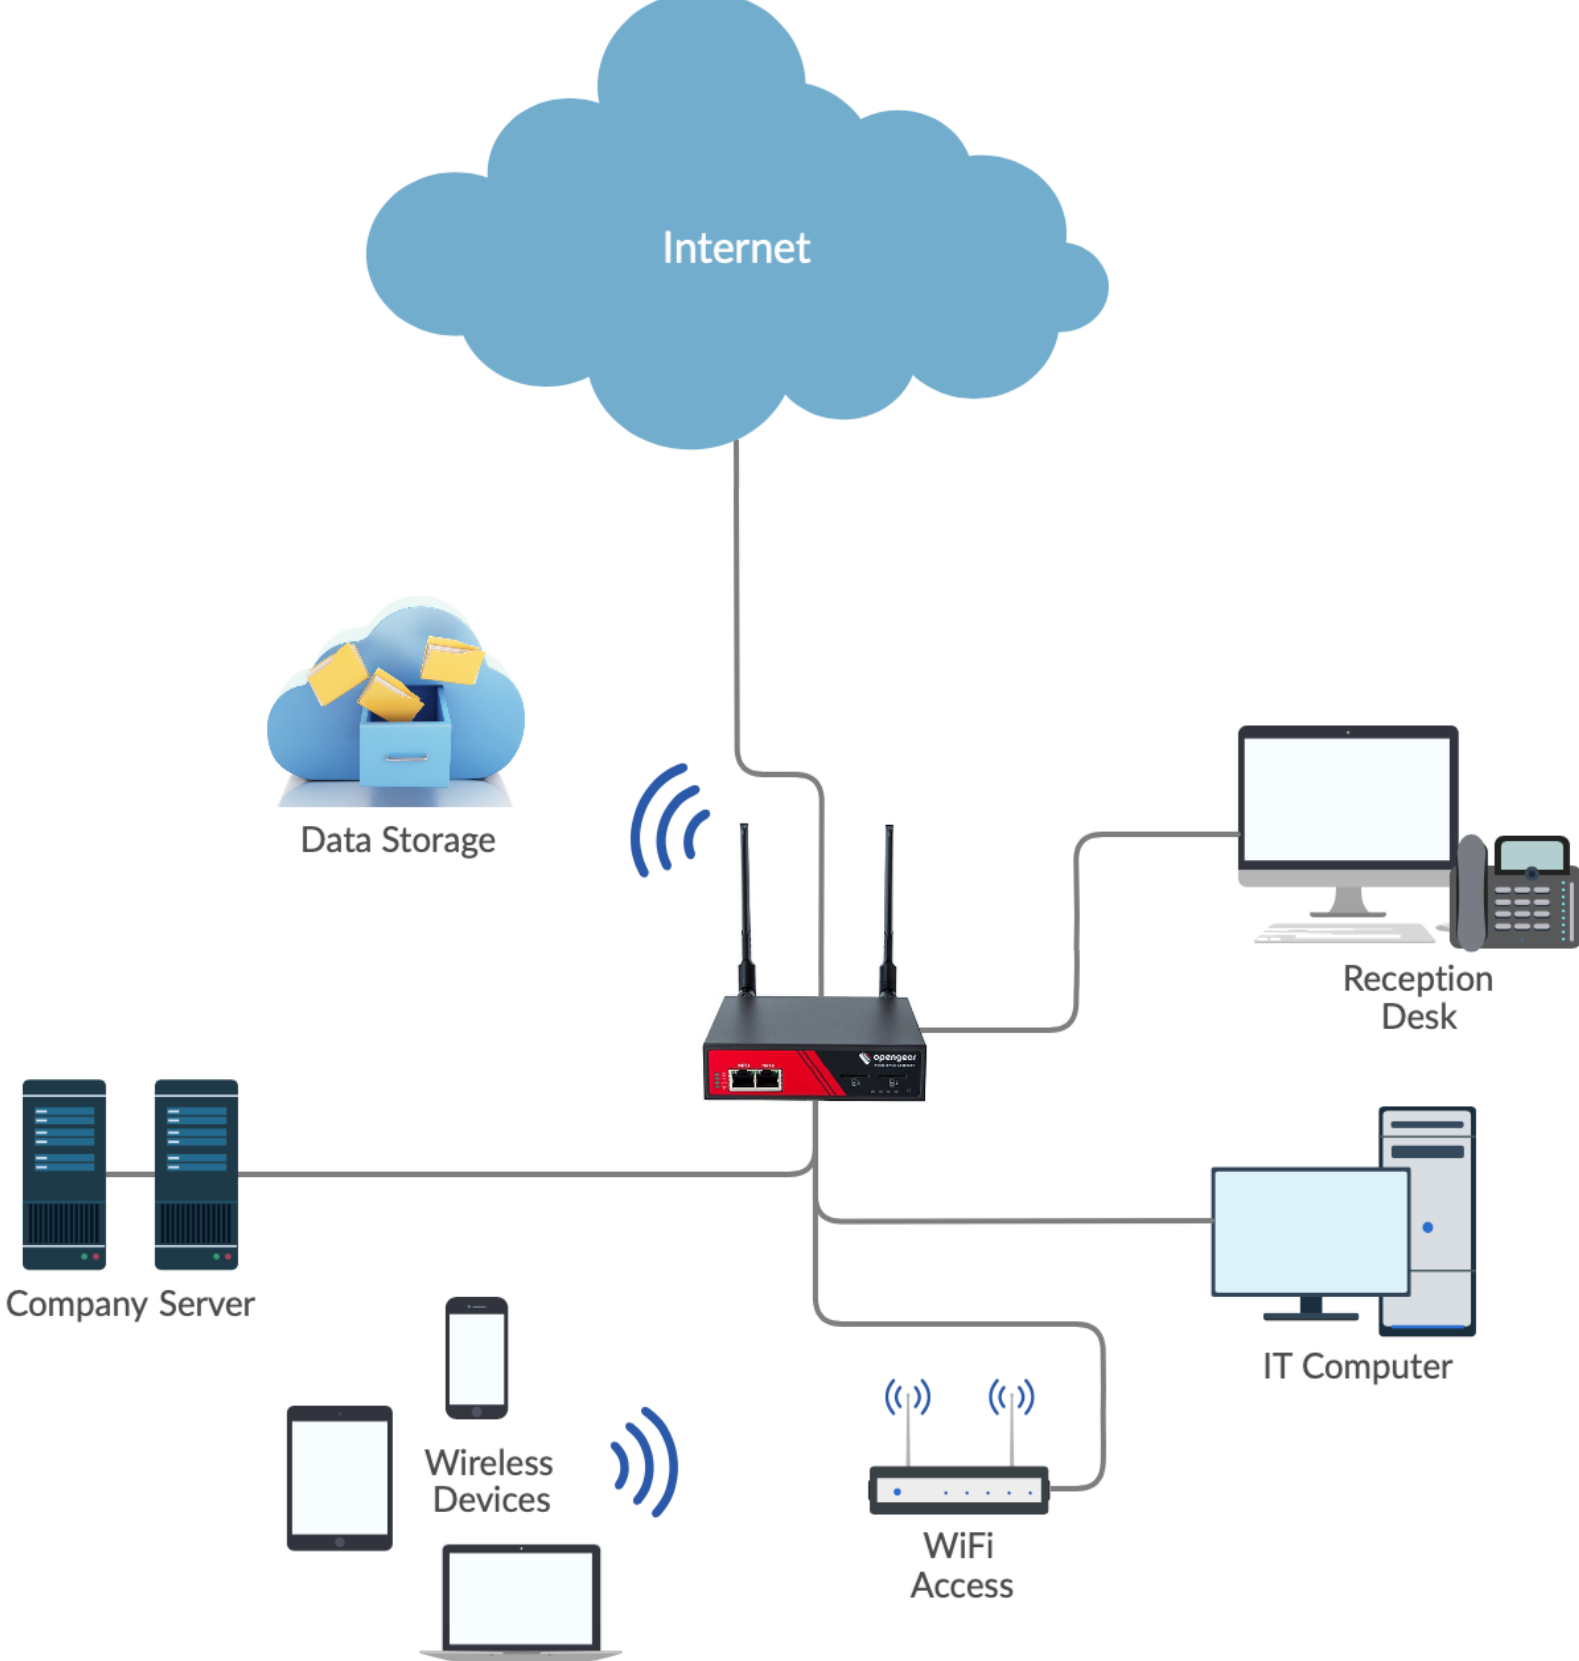 Internet
Data Storage
Reception
Desk
opengear
Company Server
IT Computer
Wireless
Devices
WiFi
Access